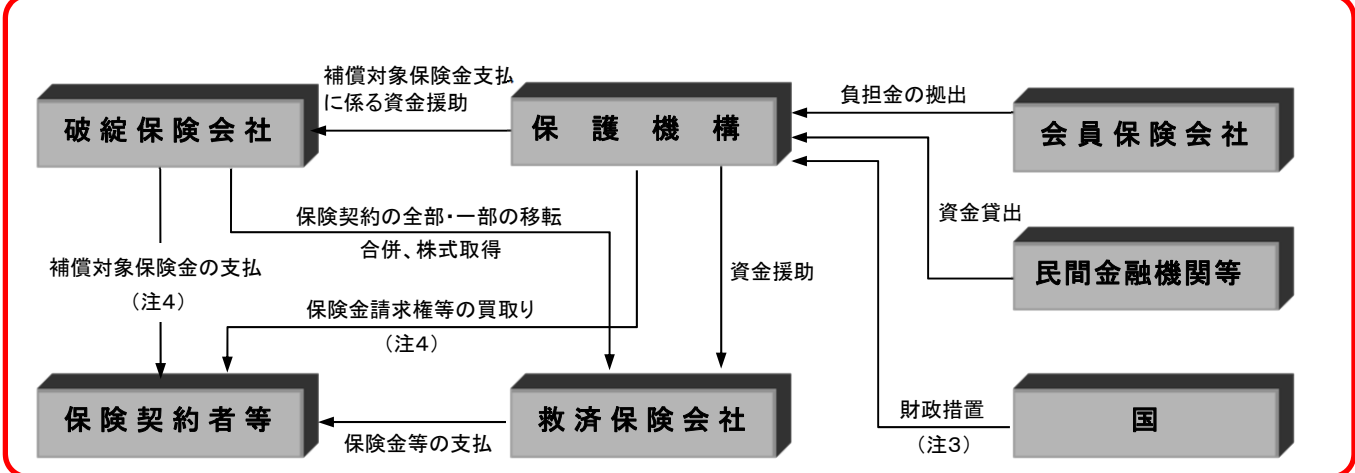 補償対象保険金支払
に係る資金援助
負担金の拠出
破綻保険会社
保護機構
会員保険会社
保険契約の全部・一部の移転
合併、株式取得
資金貸出
補償対象保険金の支払
（注４）
資金援助
民間金融機関等
保険金請求権等の買取り
（注４）
保険契約者等
救済保険会社
財政措置
（注３）
国
保険金等の支払